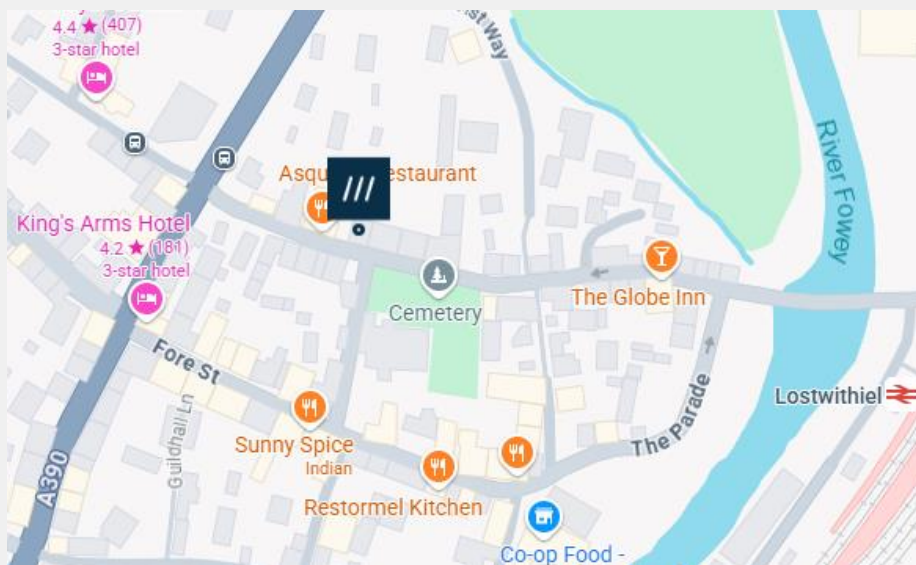 4.4 ★ (407)
3-star hotel
River Fowey
Asqu estaurant
King's Arms Hotel
4.2 ★ (181)
3-star hotel
The Globe Inn
Cemetery
Fore St
Guildhall Ln
A390
Sunny Spice
Indian
Restormel Kitchen
The Parade
Lostwithiel
Co-op Food -
Way